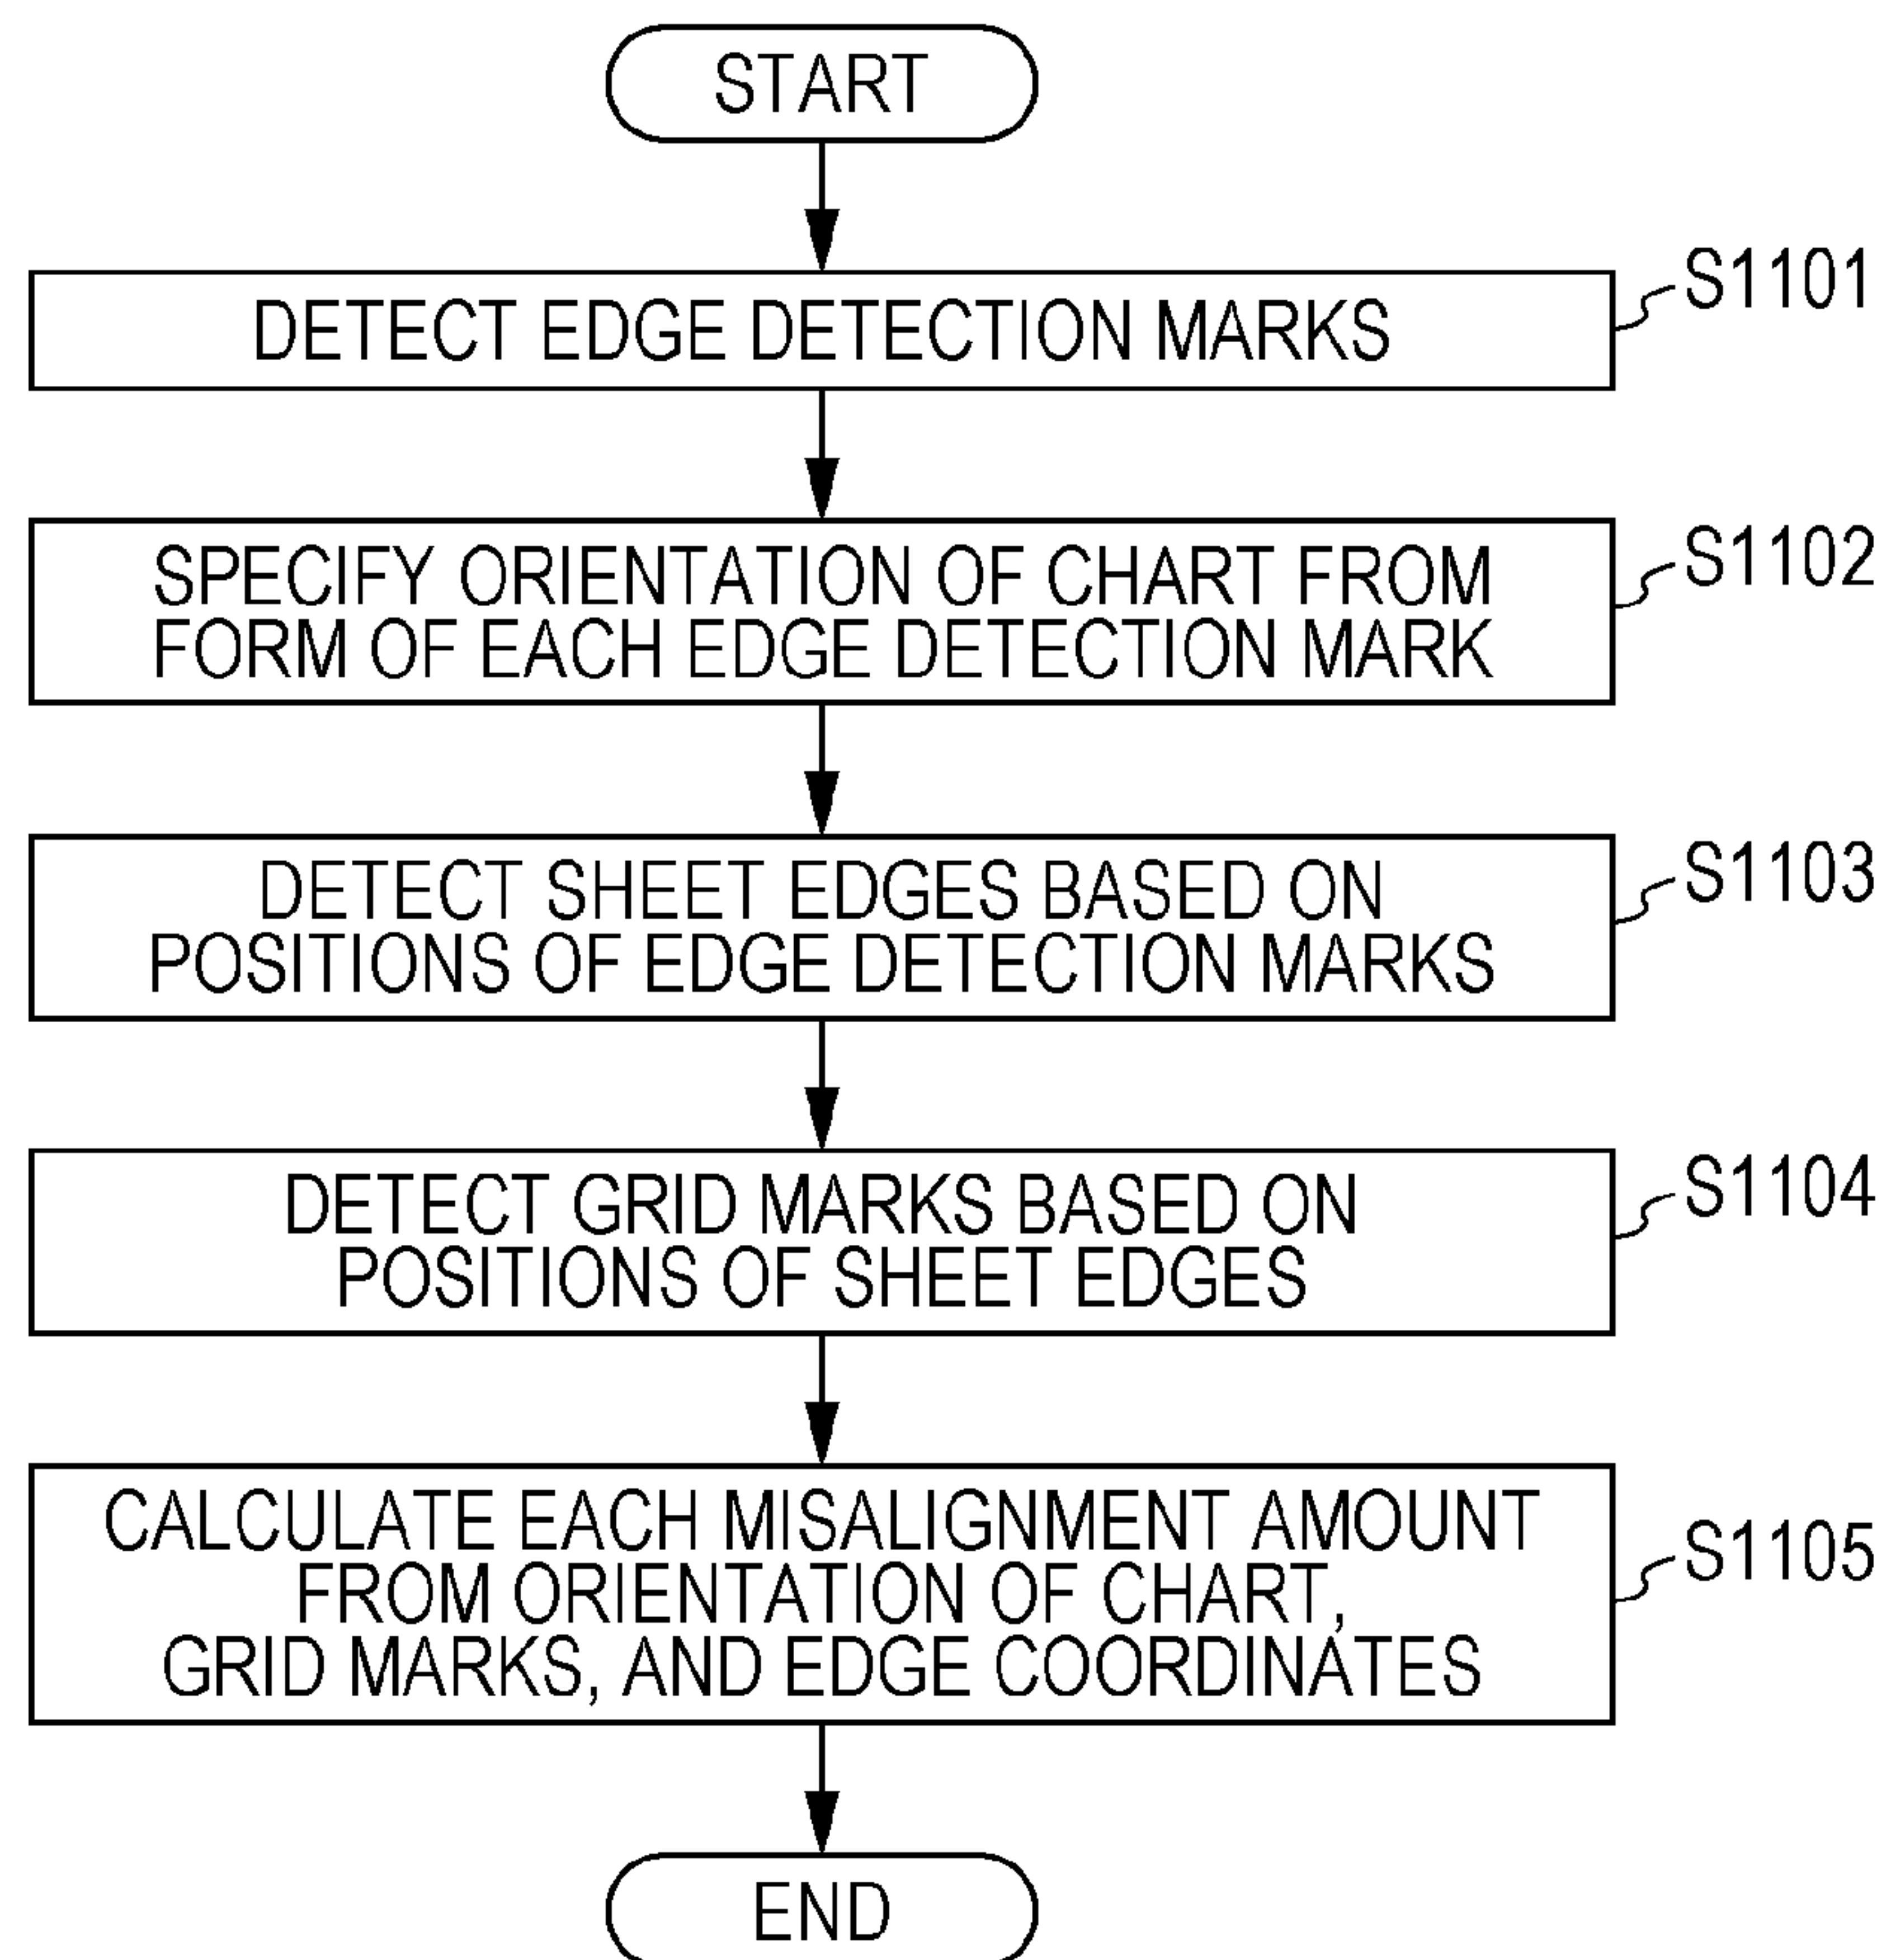 START
DETECT EDGE DETECTION MARKS
S1101
SPECIFY ORIENTATION OF CHART FROM
FORM OF EACH EDGE DETECTION MARK
S1102
DETECT SHEET EDGES BASED ON
POSITIONS OF EDGE DETECTION MARKS
S1103
DETECT GRID MARKS BASED ON
POSITIONS OF SHEET EDGES
S1104
CALCULATE EACH MISALIGNMENT AMOUNT
FROM ORIENTATION OF CHART,
GRID MARKS, AND EDGE COORDINATES
S1105
END